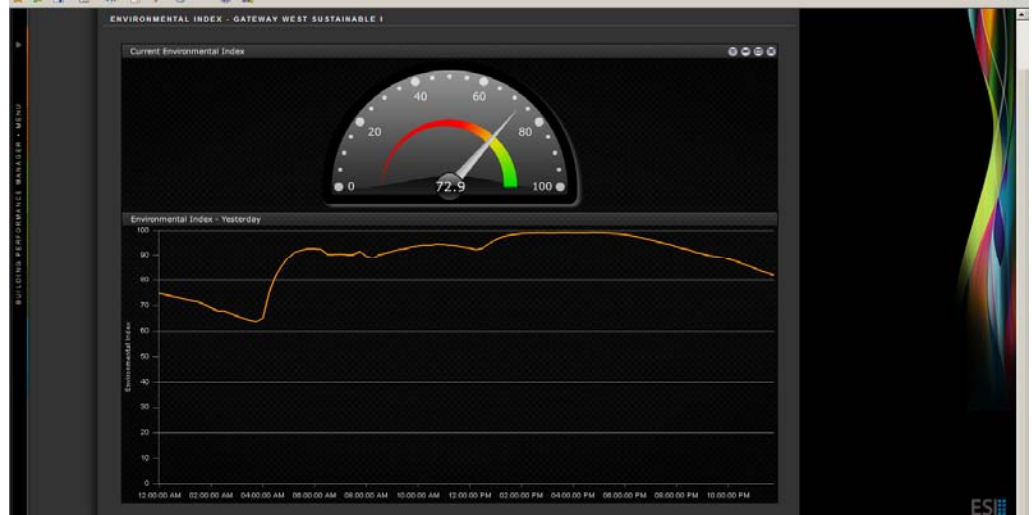 ENVIRONMENTAL INDEX - GATEWAY WEST SUSTAINABLE I
Current Environmental Index
40 60
20 80
0 72.9 100
BUILDING PERFORMANCE MANAGER - MENU
Environmental Index - Yesterday
100
90
80
70
60
50
40
30
20
10
0
Environmental Index
12:00:00 AM 02:00:00 AM 04:00:00 AM 06:00:00 AM 08:00:00 AM 10:00:00 AM 12:00:00 PM 02:00:00 PM 04:00:00 PM 06:00:00 PM 08:00:00 PM 10:00:00 PM
ESI